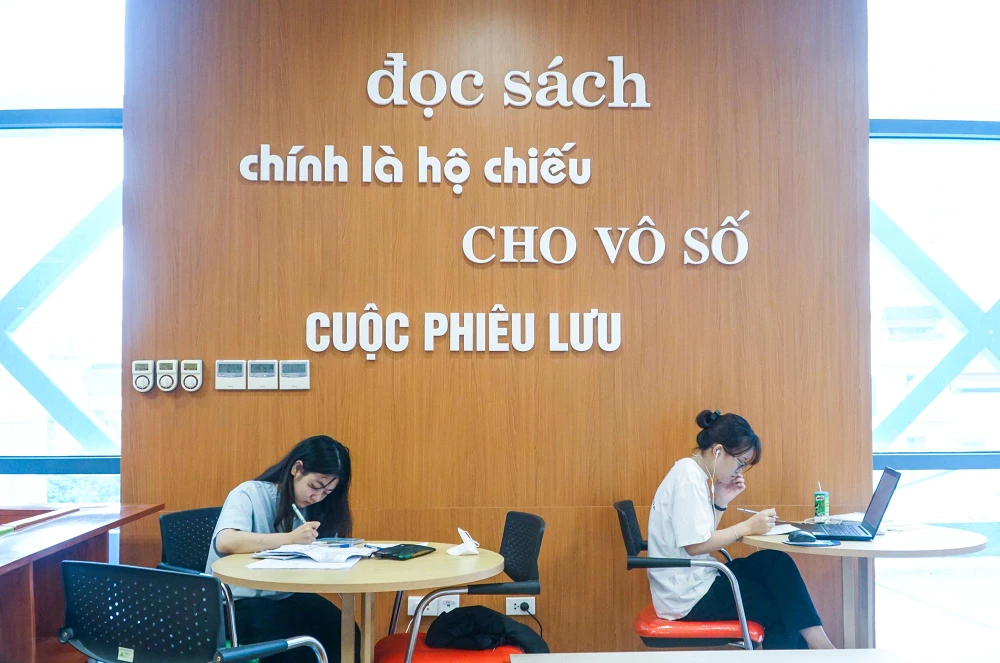 đọc sách
chính là hộ chiếu
CHO VÔ SỐ
CUỘC PHIÊU LƯU